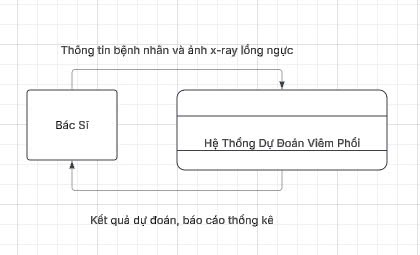 Thông tin bệnh nhân và ảnh x-ray lồng ngực
Bác Sĩ
Hệ Thống Dự Đoán Viêm Phổi
Kết quả dự đoán, báo cáo thống kê